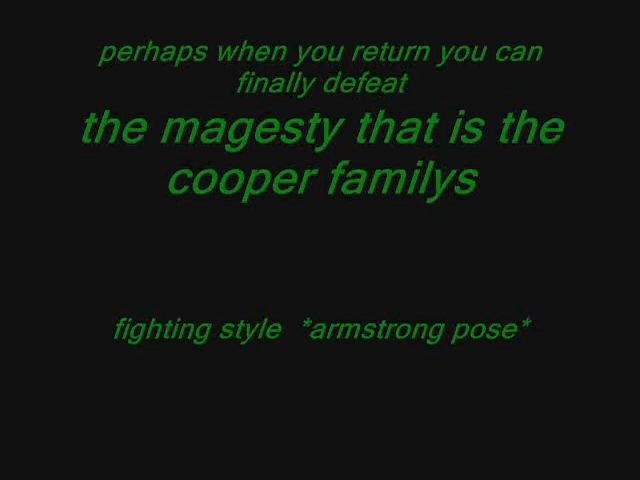 perhaps when you return you can
finally defeat
the magesty that is the
cooper familys
fighting style *armstrong pose*